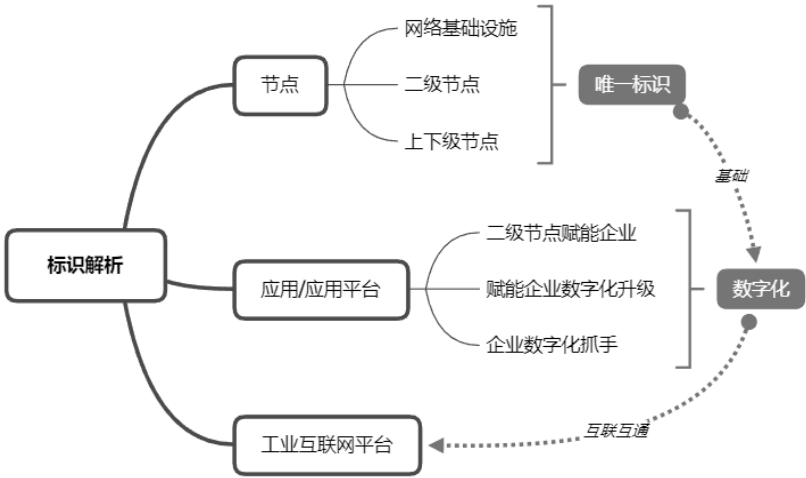 网络基础设施
节点
二级节点
唯一标识
上下级节点
基础
二级节点赋能企业
标识解析
应用/应用平台
赋能企业数字化升级
数字化
企业数字化抓手
互联互通
工业互联网平台